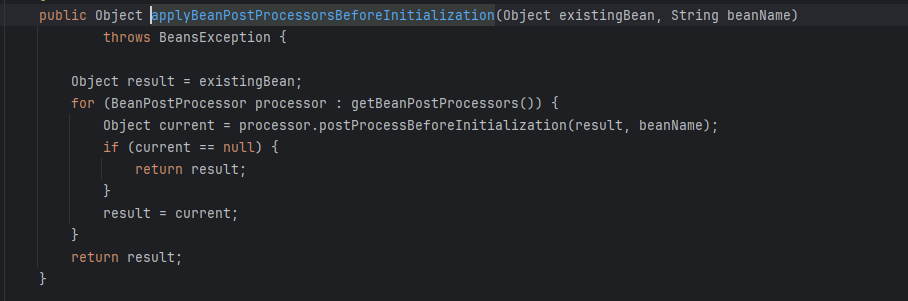 public Object applyBeanPostProcessorsBeforeInitialization(Object existingBean, String beanName)
throws BeansException {
Object result = existingBean;
for (BeanPostProcessor processor : getBeanPostProcessors()) {
Object current = processor.postProcessBeforeInitialization(result, beanName);
if (current == null) {
return result;
}
result = current;
}
return result;
}